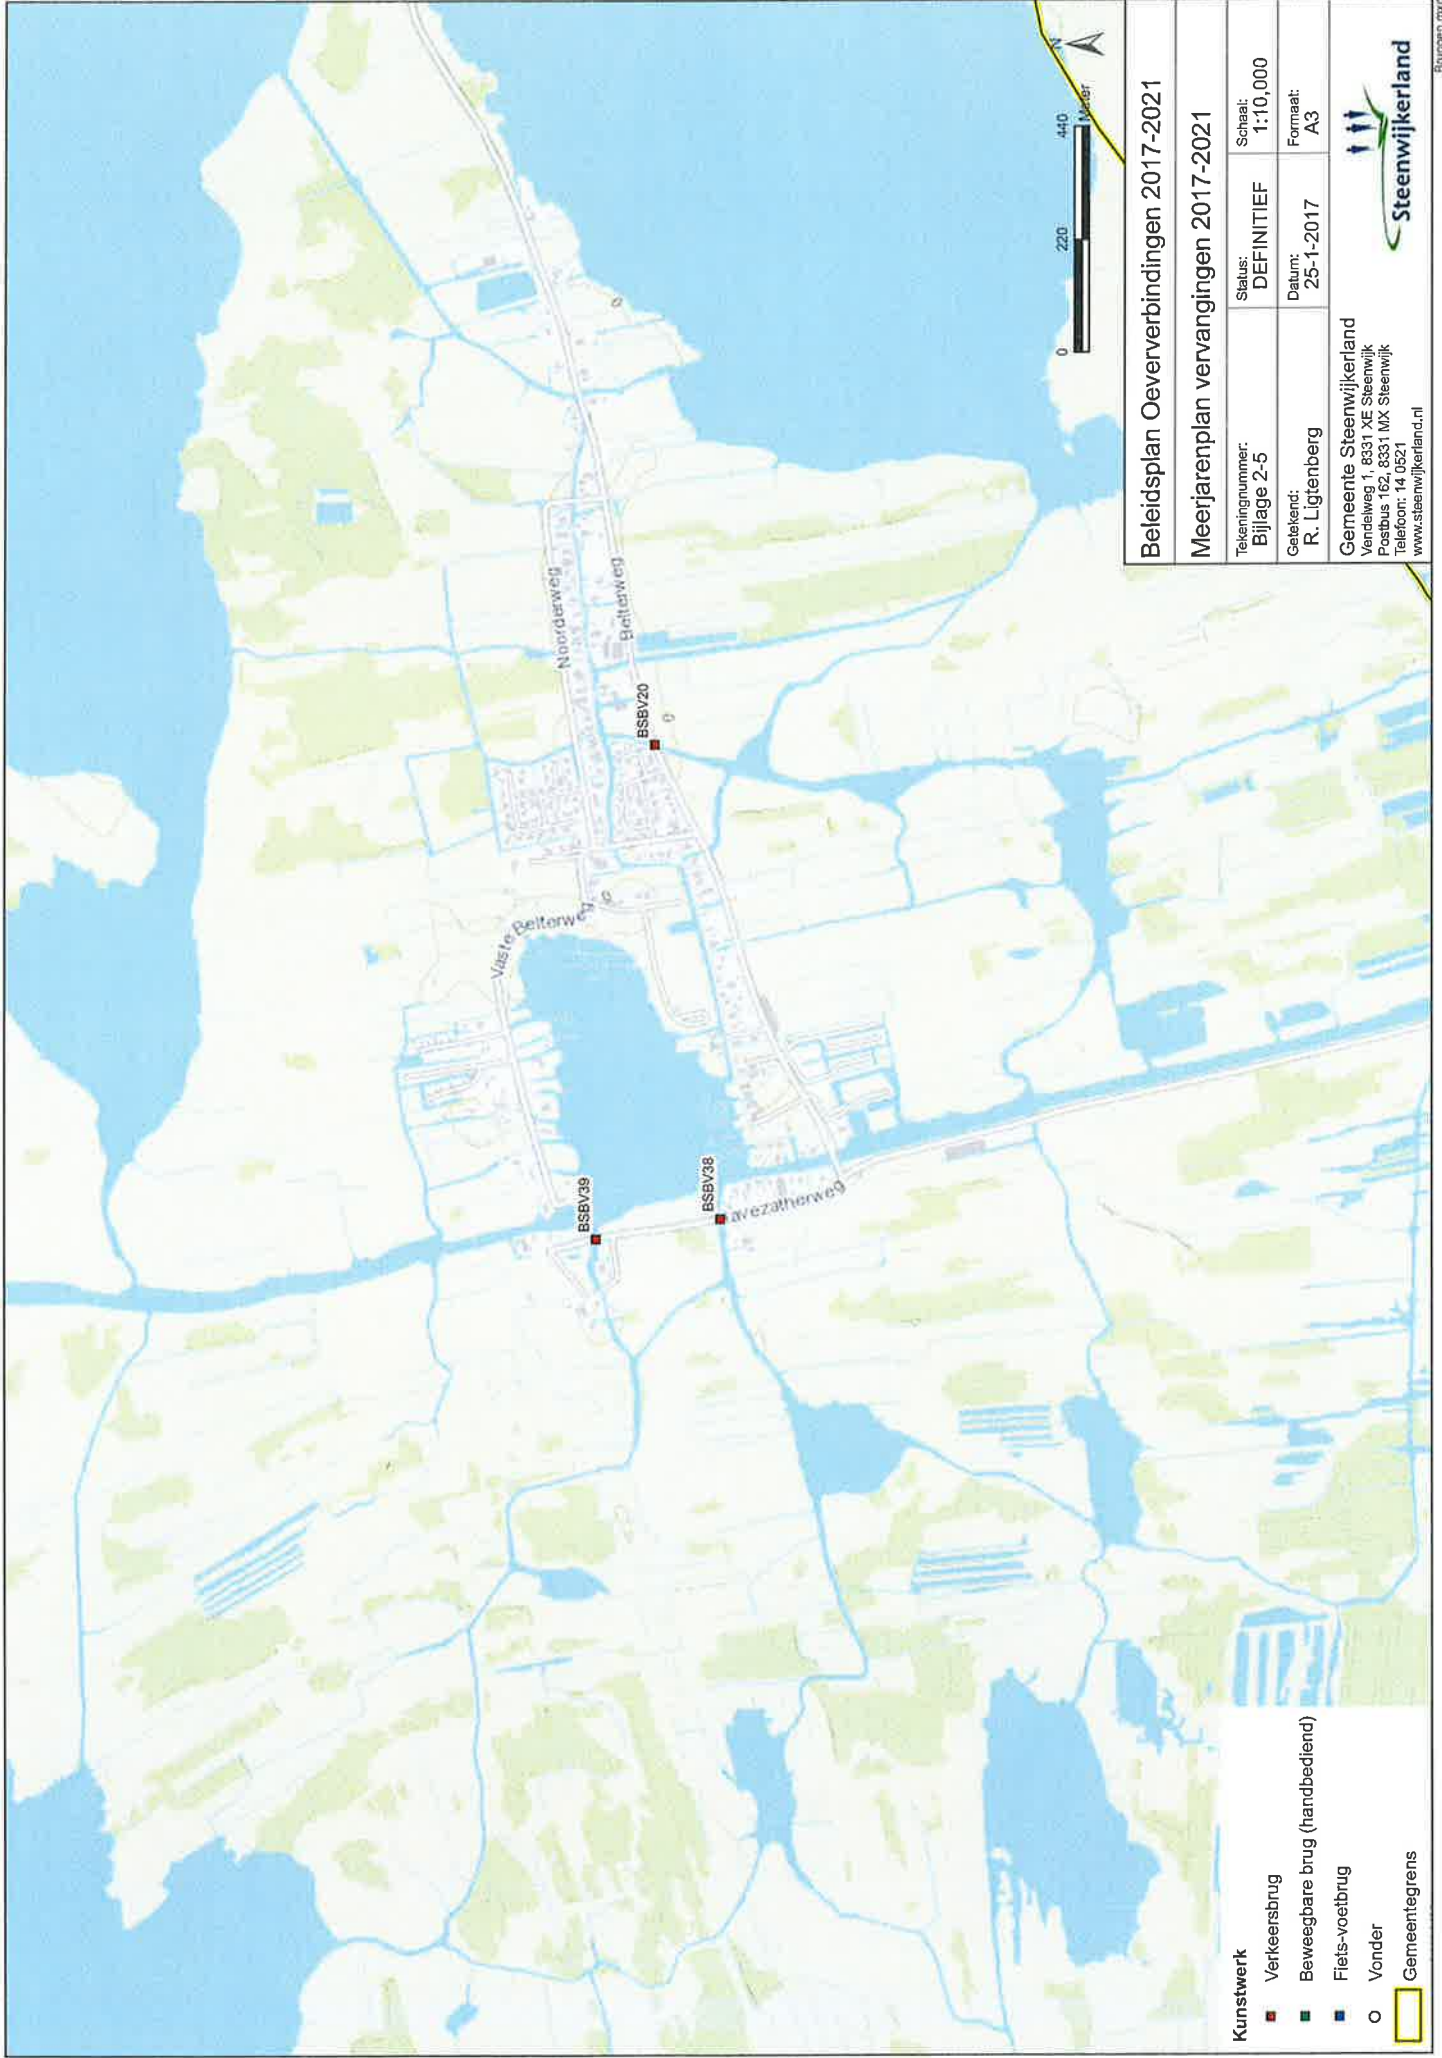 Noorderweg
Belterweg
BSBV20
Vaste Belterweg
BSBV39
BSBV38
avezatherweg
N
0 220 440
Meter
Kunstwerk
Verkeersbrug
Beweegbare brug (handbediend)
Fiets-voetbrug
Vonder
Gemeentegrens
Beleidsplan Oeververbindingen 2017-2021
Meerjarenplan vervangingen 2017-2021
Tekeningnummer: Status: Schaal:
Bijlage 2-5 DEFINITIEF 1:10,000
Getekend: Datum: Formaat:
R. Ligtenberg 25-1-2017 A3
Gemeente Steenwijkerland
Vendelweg 1, 8331 XE Steenwijk
Postbus 162, 8331 MX Steenwijk
Telefoon: 14 0521
www.steenwijkerland.nl
Steenwijkerland